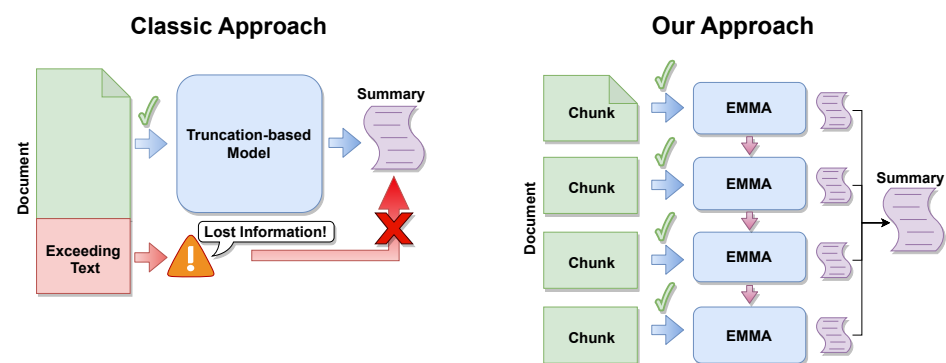 Classic Approach
Document
Exceeding
Text
Truncation-based
Model
Summary
Lost Information!
Our Approach
Document
Chunk
EMMA
Chunk
EMMA
Chunk
EMMA
Chunk
EMMA
Summary